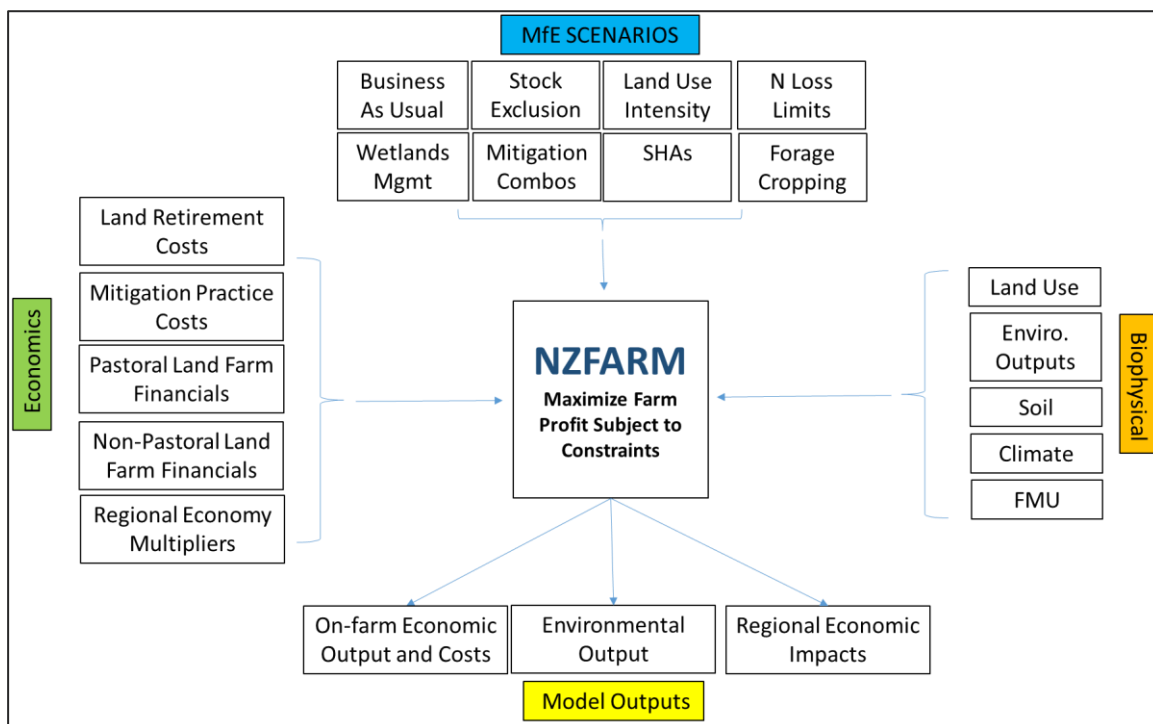 MfE SCENARIOS
Business
As Usual
Stock
Exclusion
Land Use
Intensity
N Loss
Limits
Wetlands
Mgmt
Mitigation
Combos
SHAs
Forage
Cropping
Economics
Land Retirement
Costs
Mitigation Practice
Costs
Pastoral Land Farm
Financials
Non-Pastoral Land
Farm Financials
Regional Economy
Multipliers
NZFARM
Maximize Farm
Profit Subject to
Constraints
Land Use
Enviro.
Outputs
Soil
Climate
FMU
Biophysical
On-farm Economic
Output and Costs
Environmental
Output
Regional Economic
Impacts
Model Outputs